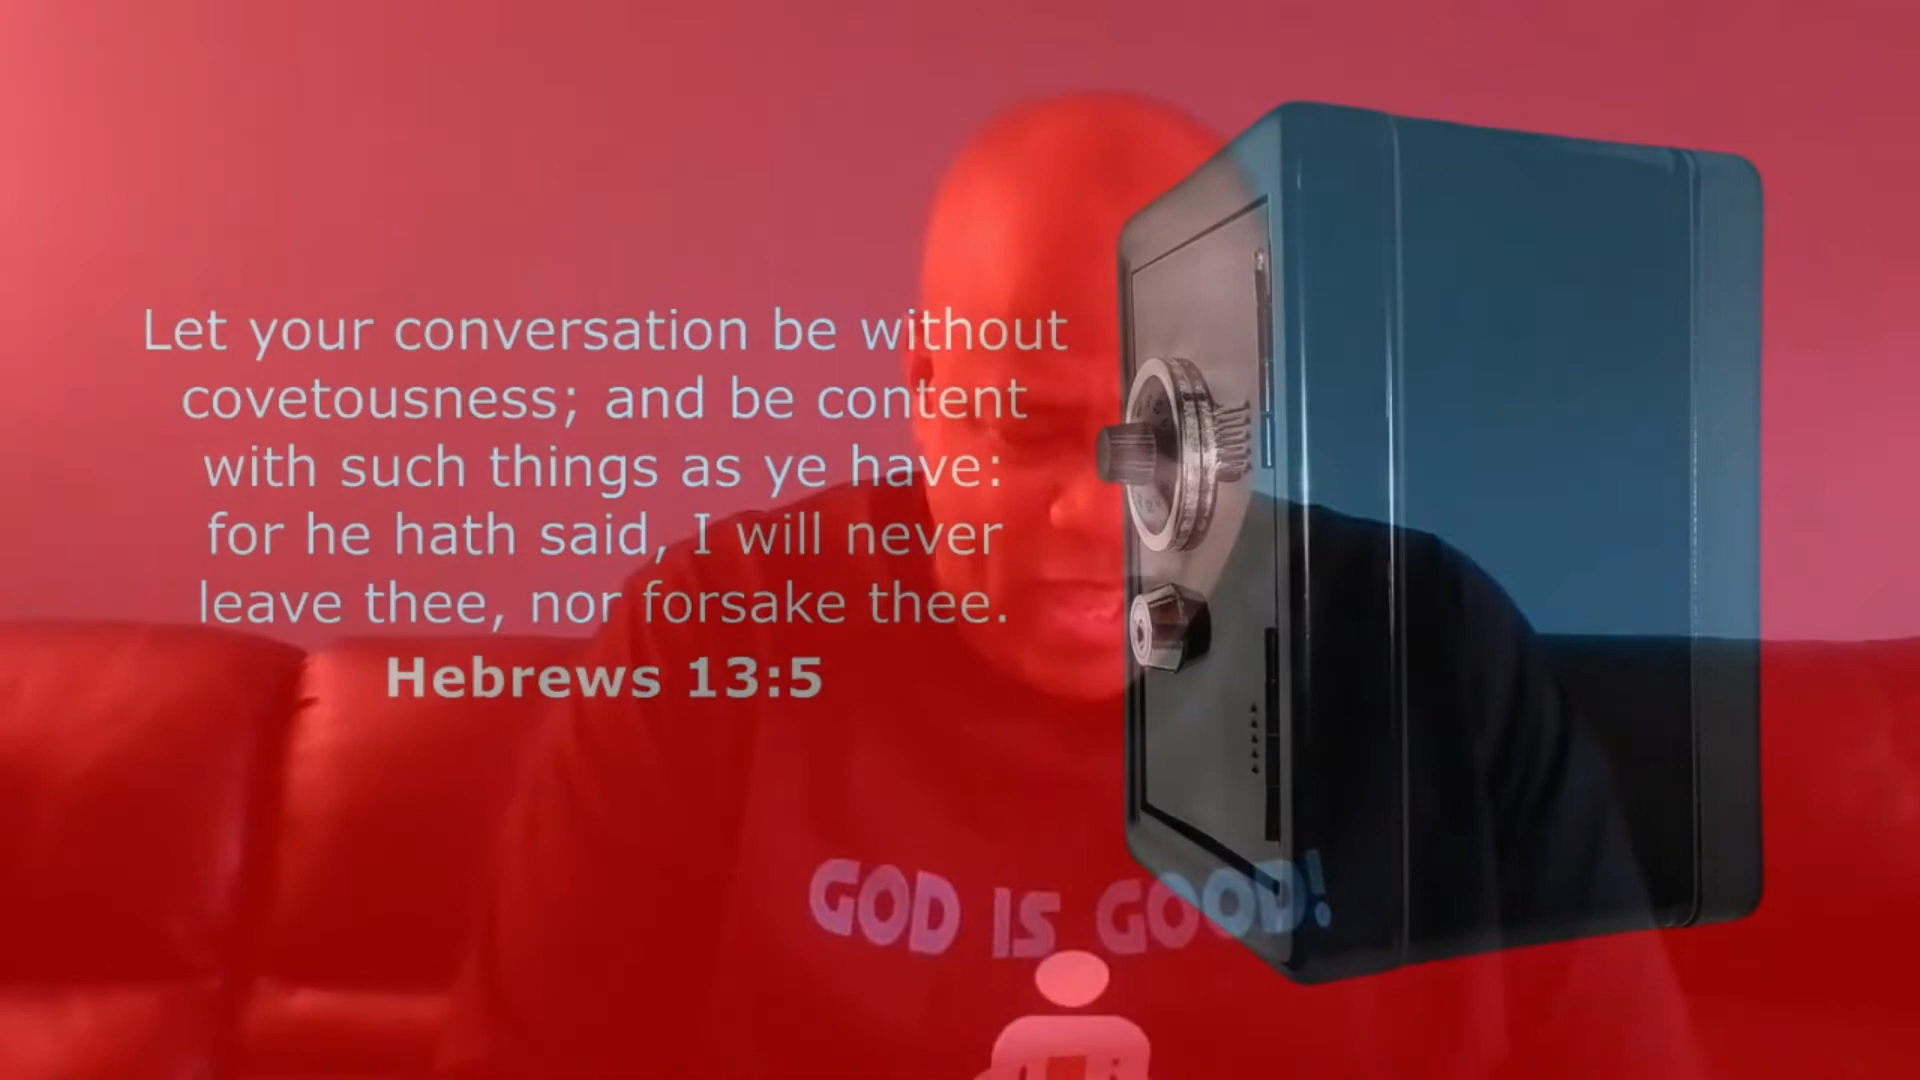 Let your conversation be without
covetousness; and be content
with such things as ye have:
for he hath said, I will never
leave thee, nor forsake thee.
Hebrews 13:5
GOD IS GOOD!